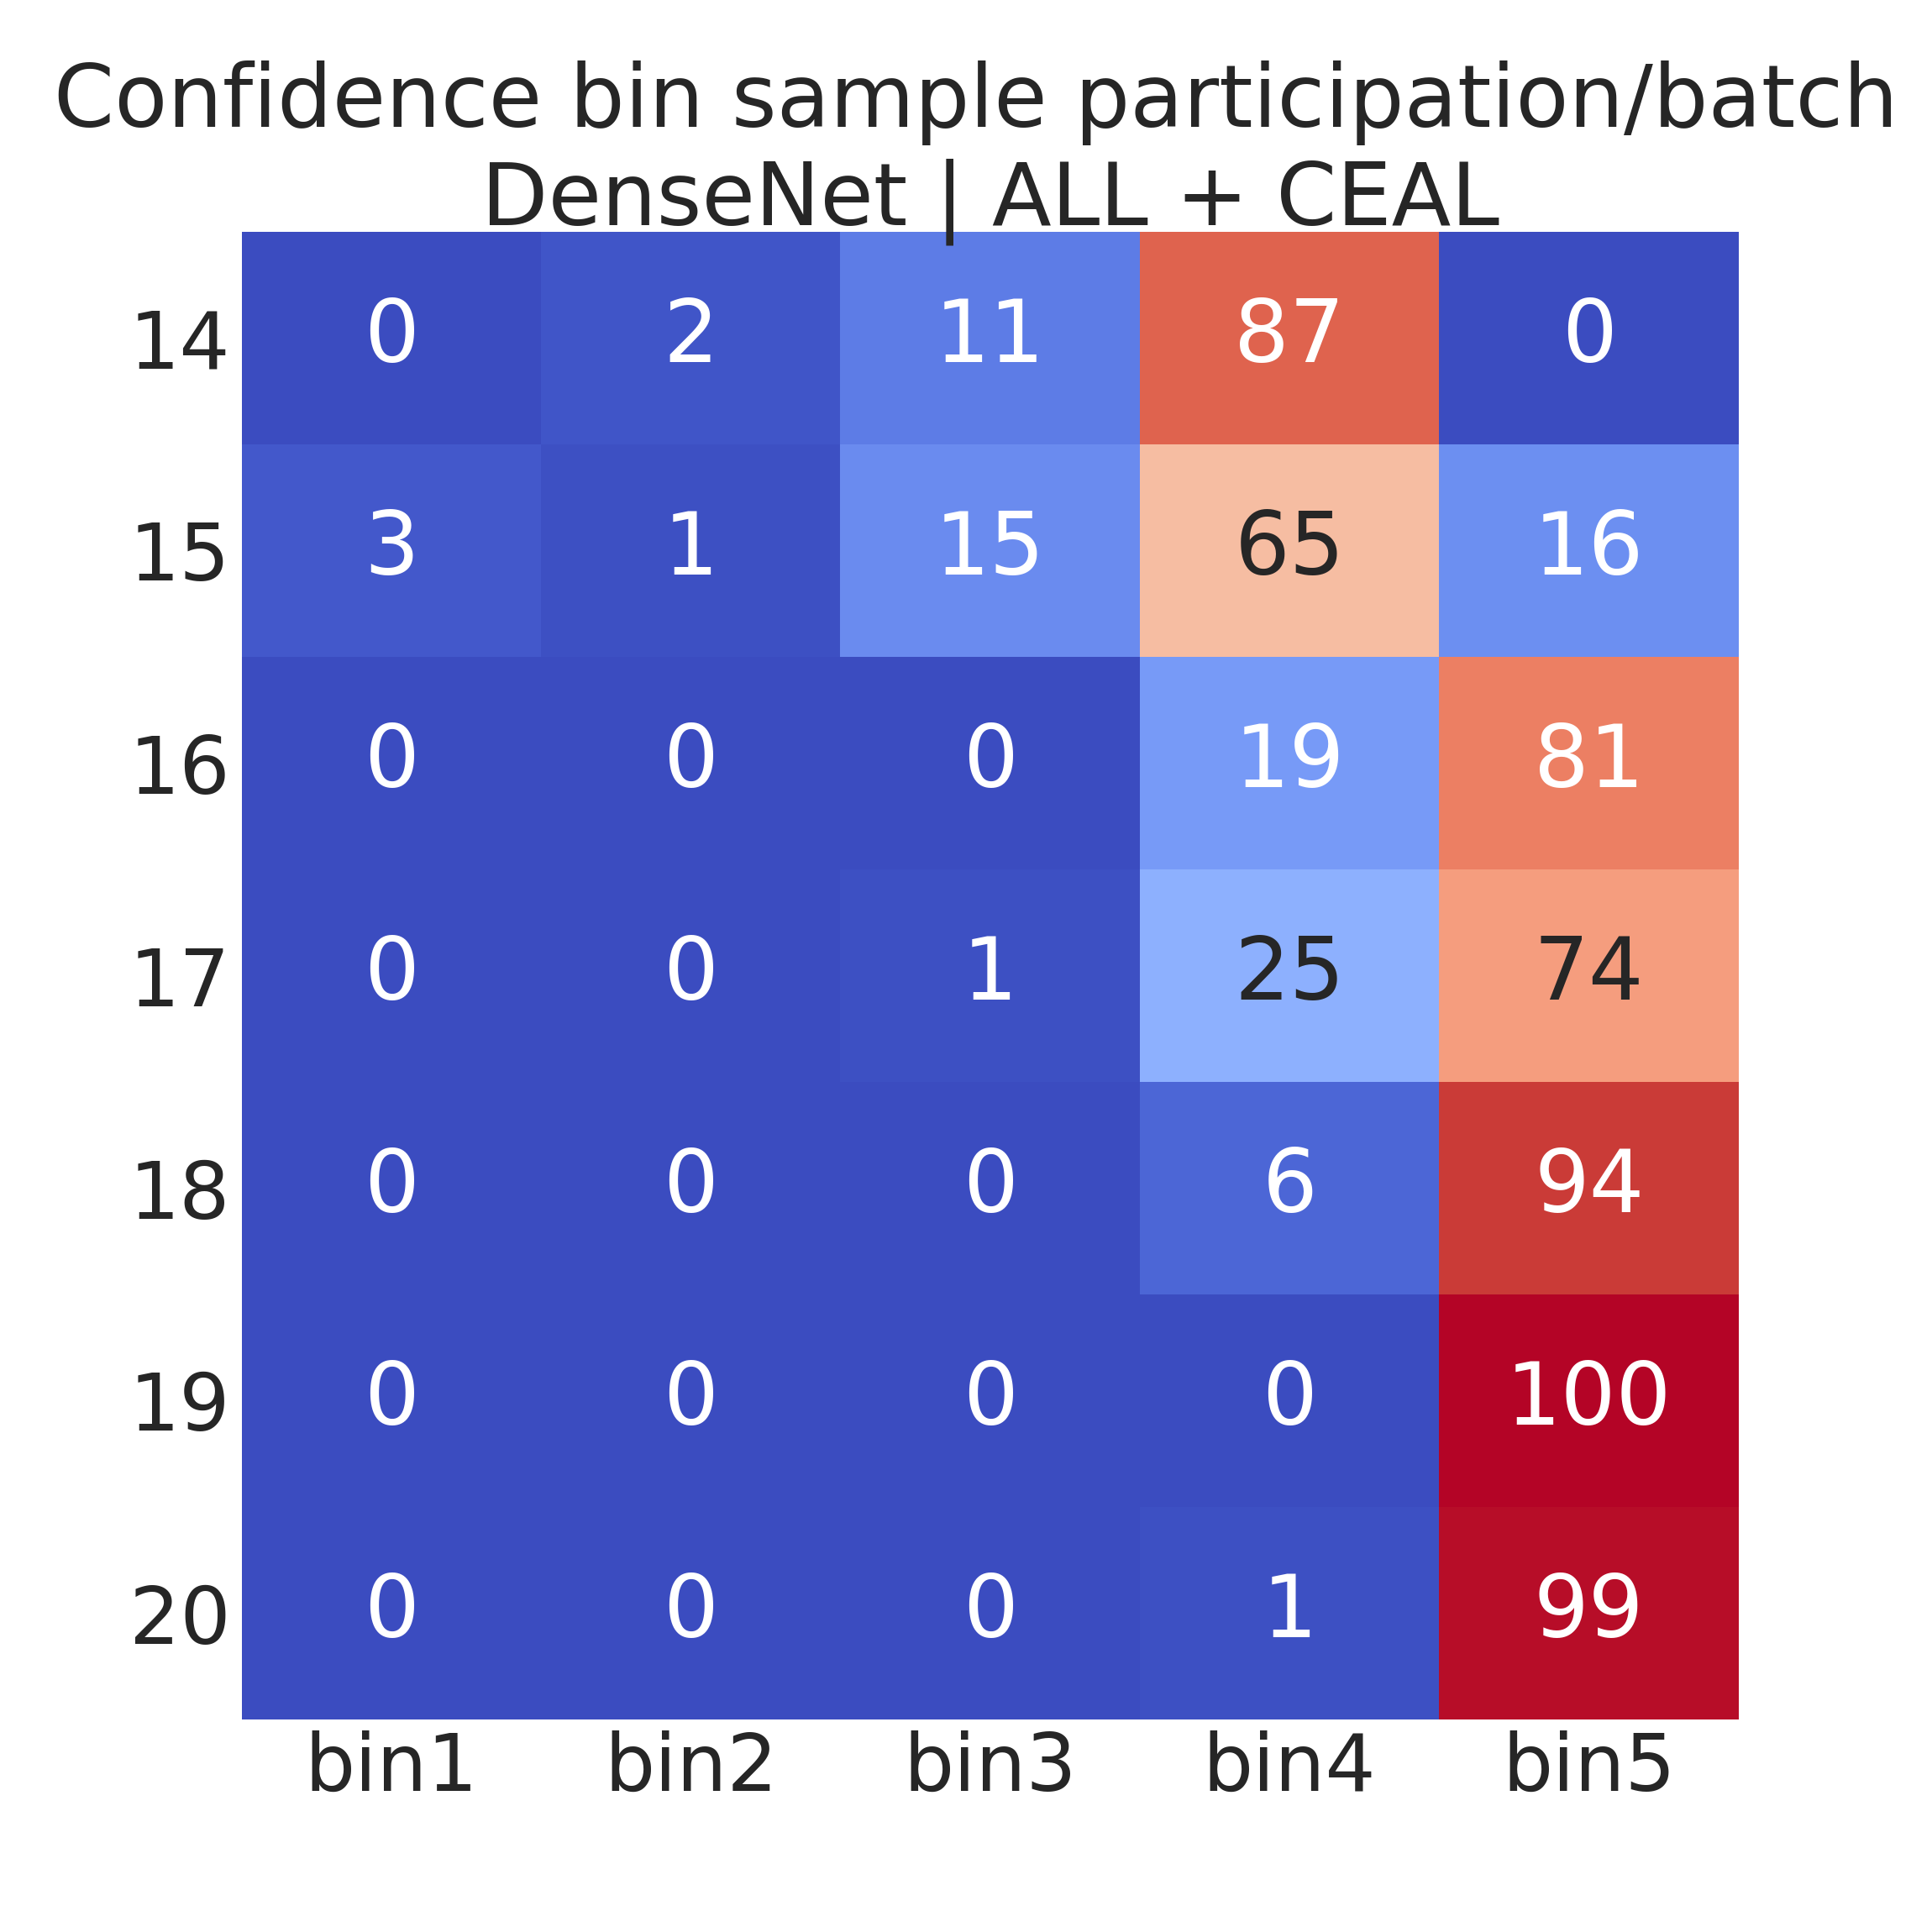 Confidence bin sample participation/batch
DenseNet | ALL + CEAL
14 0 2 11 87 0
15 3 1 15 65 16
16 0 0 0 19 81
17 0 0 1 25 74
18 0 0 0 6 94
19 0 0 0 0 100
20 0 0 0 1 99
bin1 bin2 bin3 bin4 bin5